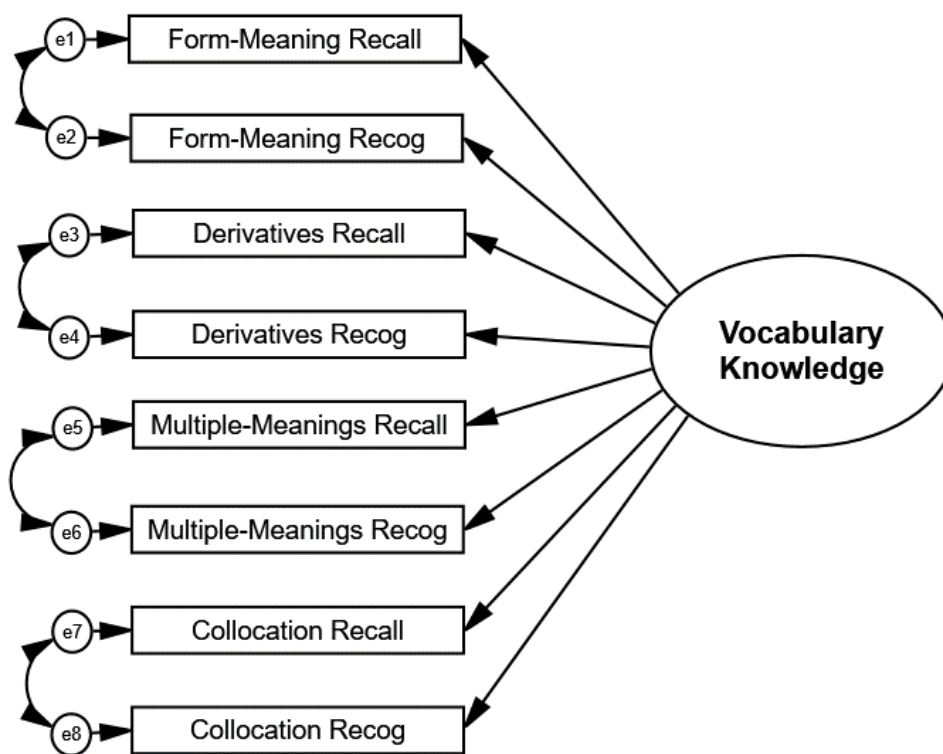 e1
Form-Meaning Recall
e2
Form-Meaning Recog
e3
Derivatives Recall
e4
Derivatives Recog
e5
Multiple-Meanings Recall
e6
Multiple-Meanings Recog
e7
Collocation Recall
e8
Collocation Recog
Vocabulary
Knowledge